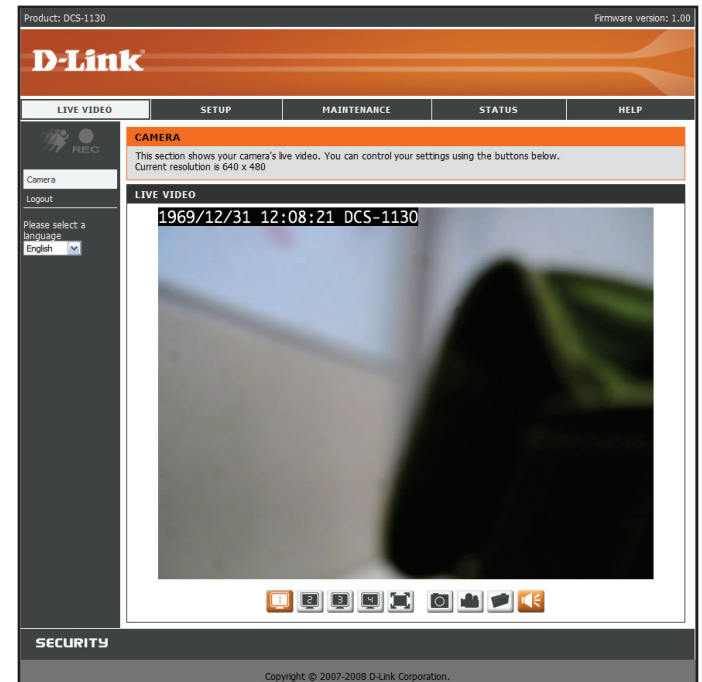 Product: DCS-1130
Firmware version: 1.00
D-Link
LIVE VIDEO
SETUP
MAINTENANCE
STATUS
HELP
REC
Camera
Logout
Please select a
language
English
CAMERA
This section shows your camera's live video. You can control your settings using the buttons below.
Current resolution is 640 x 480
LIVE VIDEO
1969/12/31 12:08:21 DCS-1130
1 2 3 4
SECURITY
Copyright © 2007-2008 D-Link Corporation.